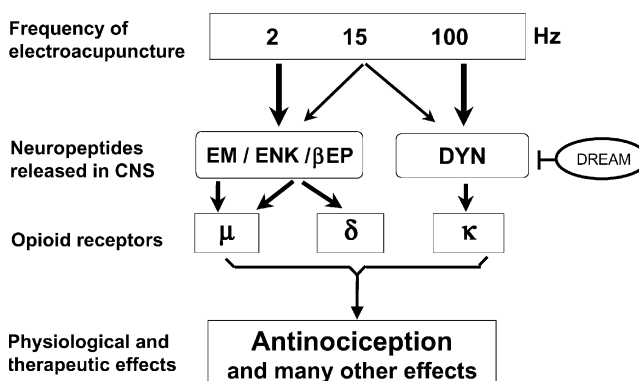 Frequency of
electroacupuncture
2 15 100 Hz
Neuropeptides
released in CNS
EM / ENK /βEP
DYN
DREAM
Opioid receptors
μ δ κ
Physiological and
therapeutic effects
Antinociception
and many other effects